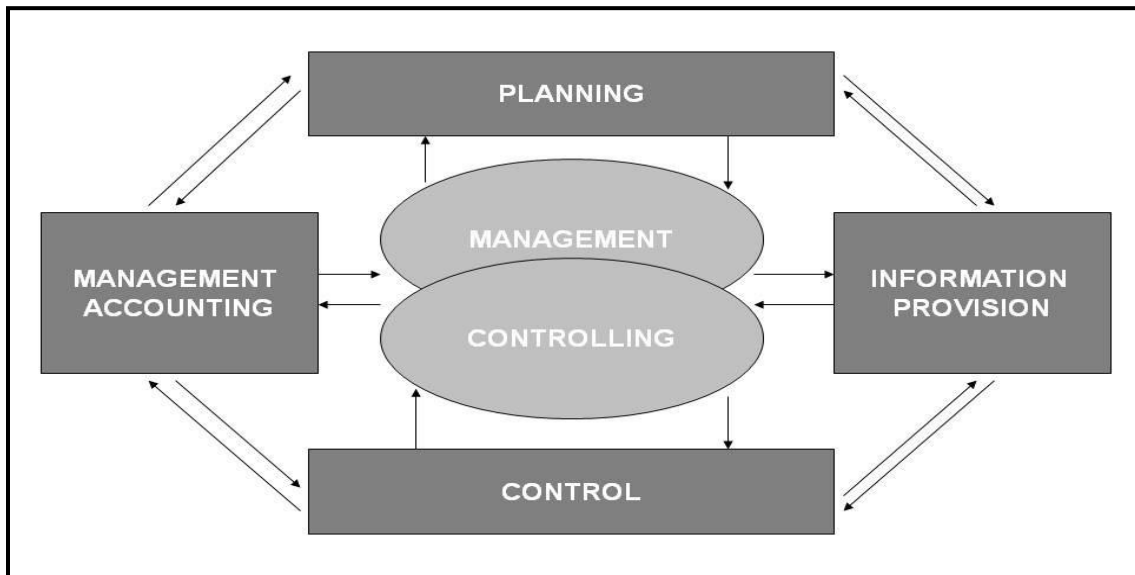 PLANNING
MANAGEMENT
MANAGEMENT
ACCOUNTING
INFORMATION
PROVISION
CONTROLLING
CONTROL